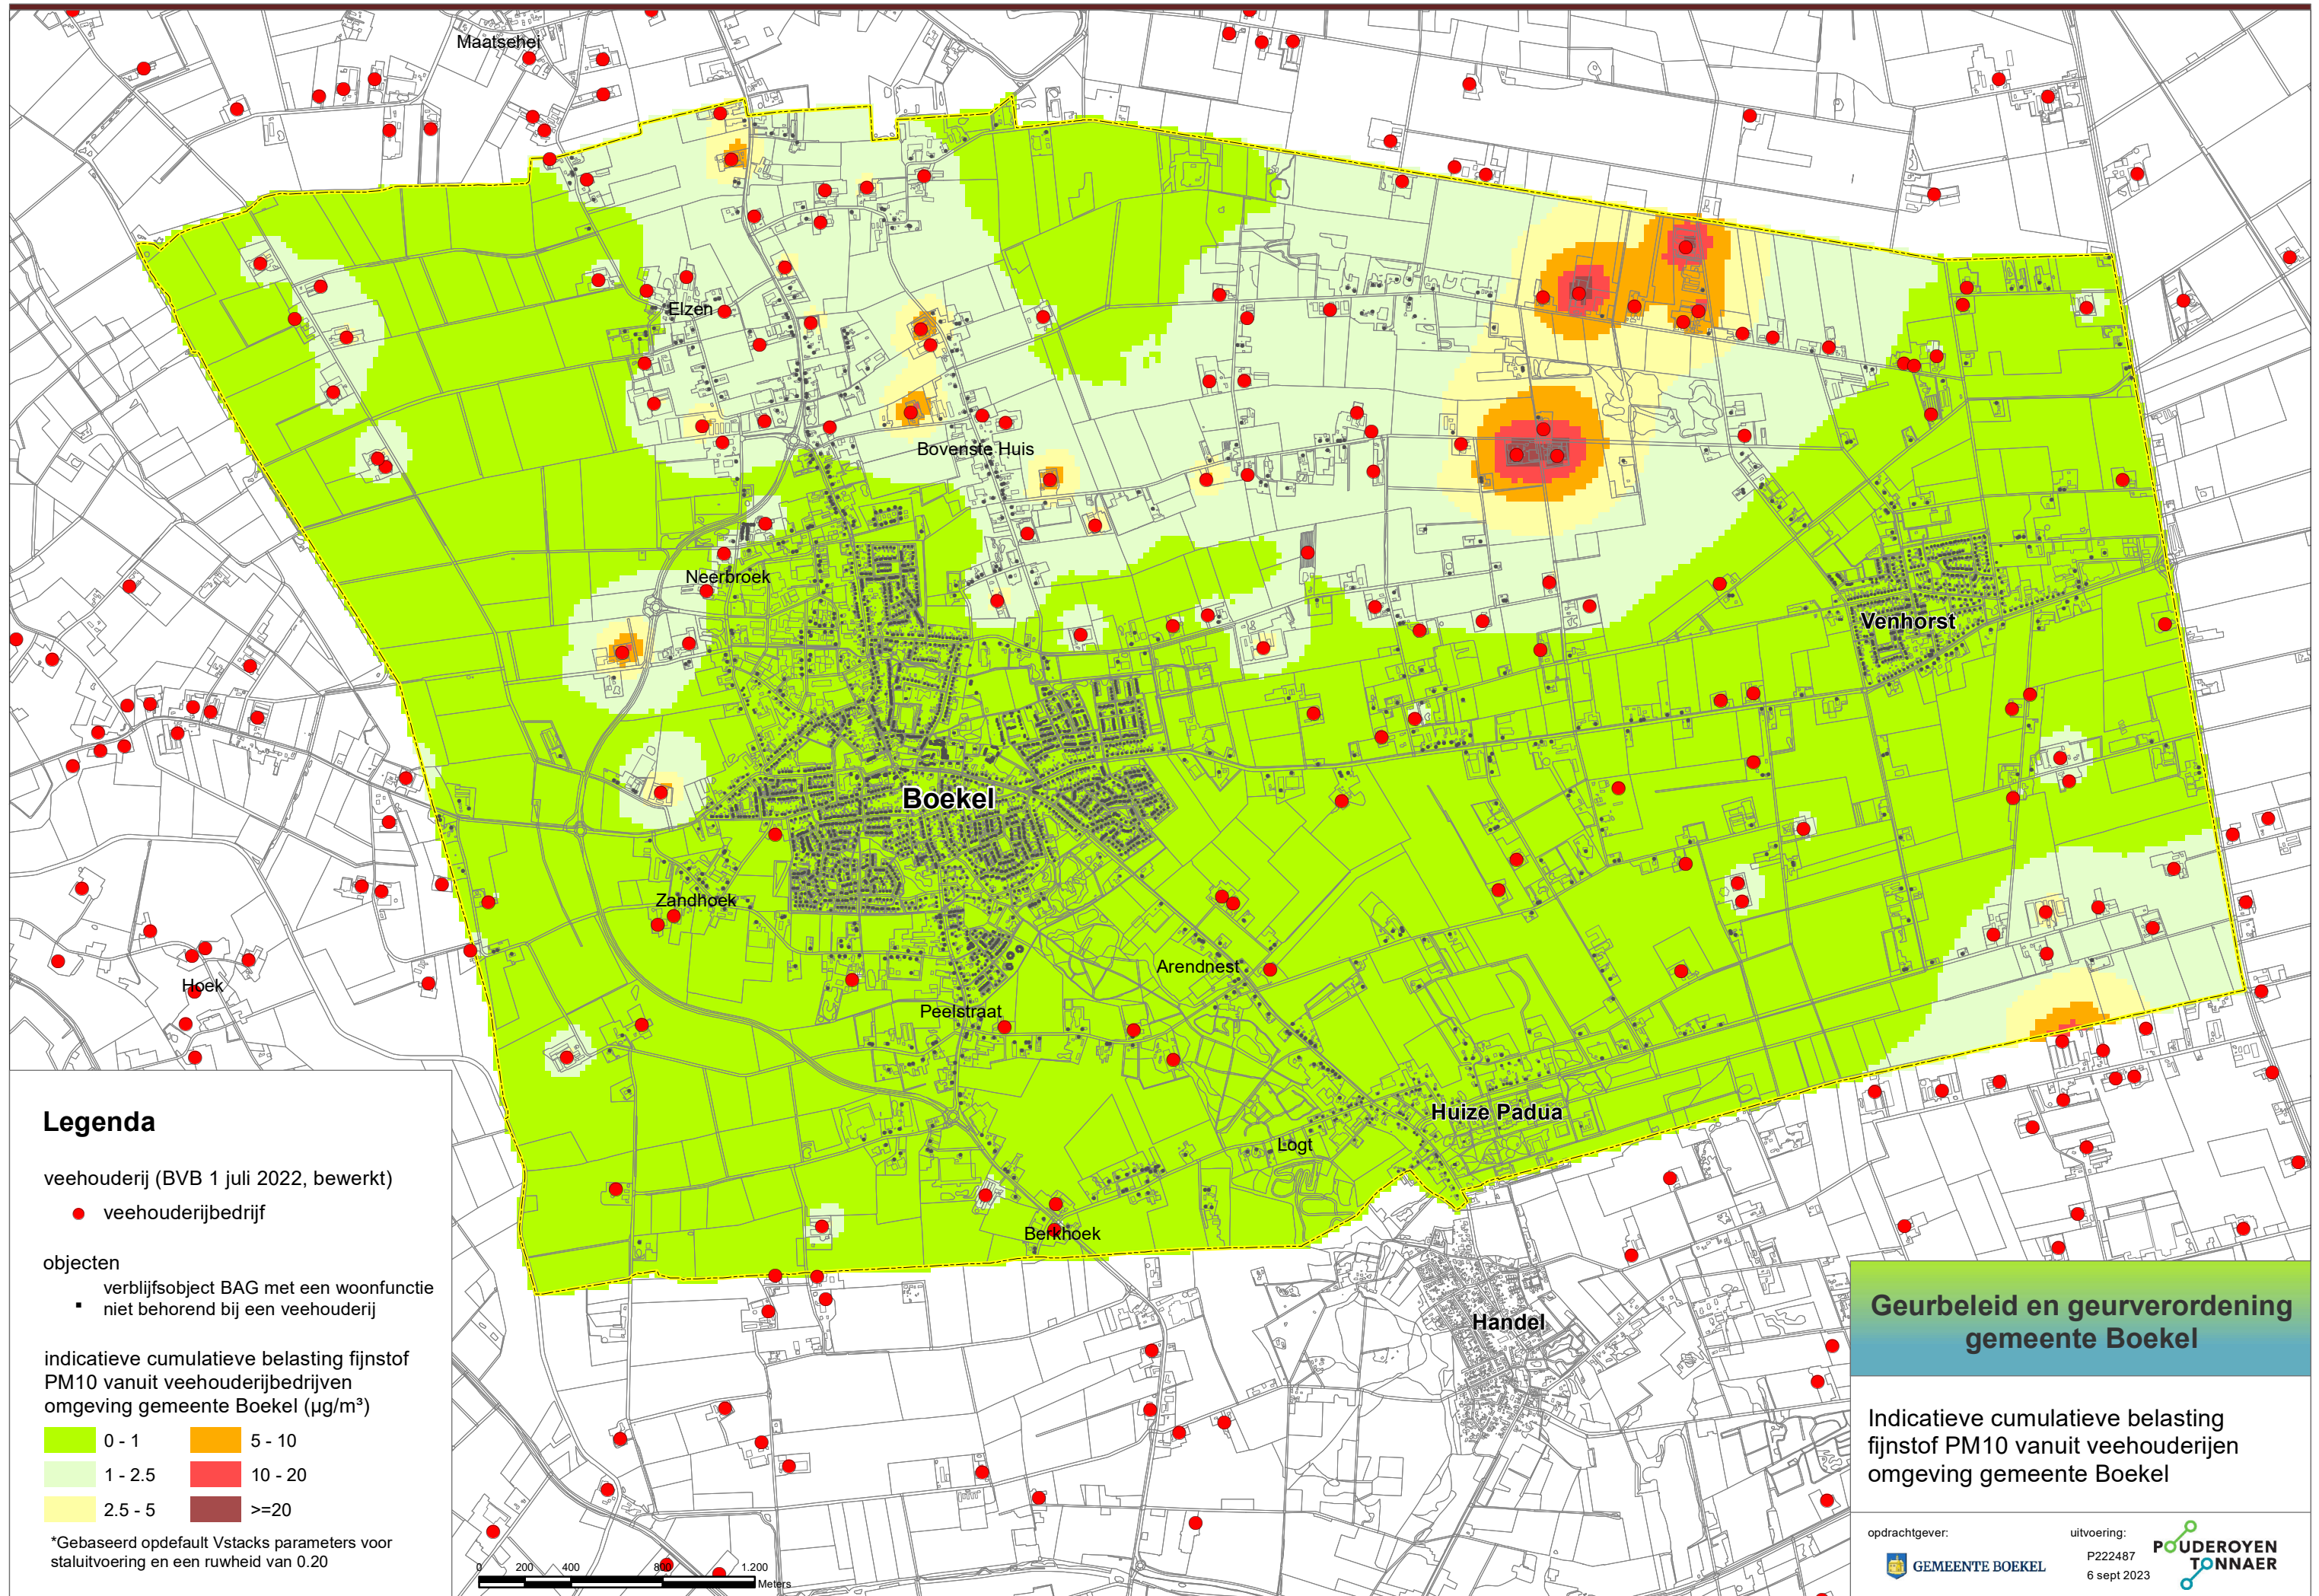 Maatsehei
Elzen
Bovenste Huis
Neerbroek
Venhorst
Boekel
Zandhoek
Arendnest
Hoek
Peelstraat
Huize Padua
Logt
Berkhoek
Handel
Legenda
veehouderij (BVB 1 juli 2022, bewerkt)
veehouderijbedrijf
objecten
verblijfsobject BAG met een woonfunctie
niet behorend bij een veehouderij
indicatieve cumulatieve belasting fijnstof
PM10 vanuit veehouderijbedrijven
omgeving gemeente Boekel (µg/m³)
0 - 1
5 - 10
1 - 2.5
10 - 20
2.5 - 5
>=20
*Gebaseerd opdefault Vstacks parameters voor
staluitvoering en een ruwheid van 0.20
0 200 400 800 1.200
Meters
Geurbeleid en geurverordening
gemeente Boekel
Indicatieve cumulatieve belasting
fijnstof PM10 vanuit veehouderijen
omgeving gemeente Boekel
opdrachtgever:
GEMEENTE BOEKEL
uitvoering:
P222487
6 sept 2023
POUDEROYEN
TONNAER